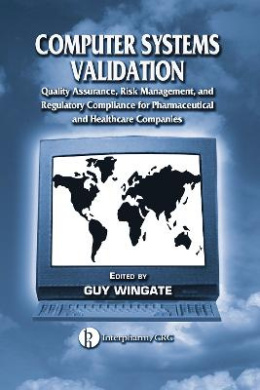 COMPUTER SYSTEMS
VALIDATION
Quality Assurance, Risk Management, and
Regulatory Compliance for Pharmaceutical
and Healthcare Companies
EDITED BY
GUY WINGATE
Interpharm/CRC